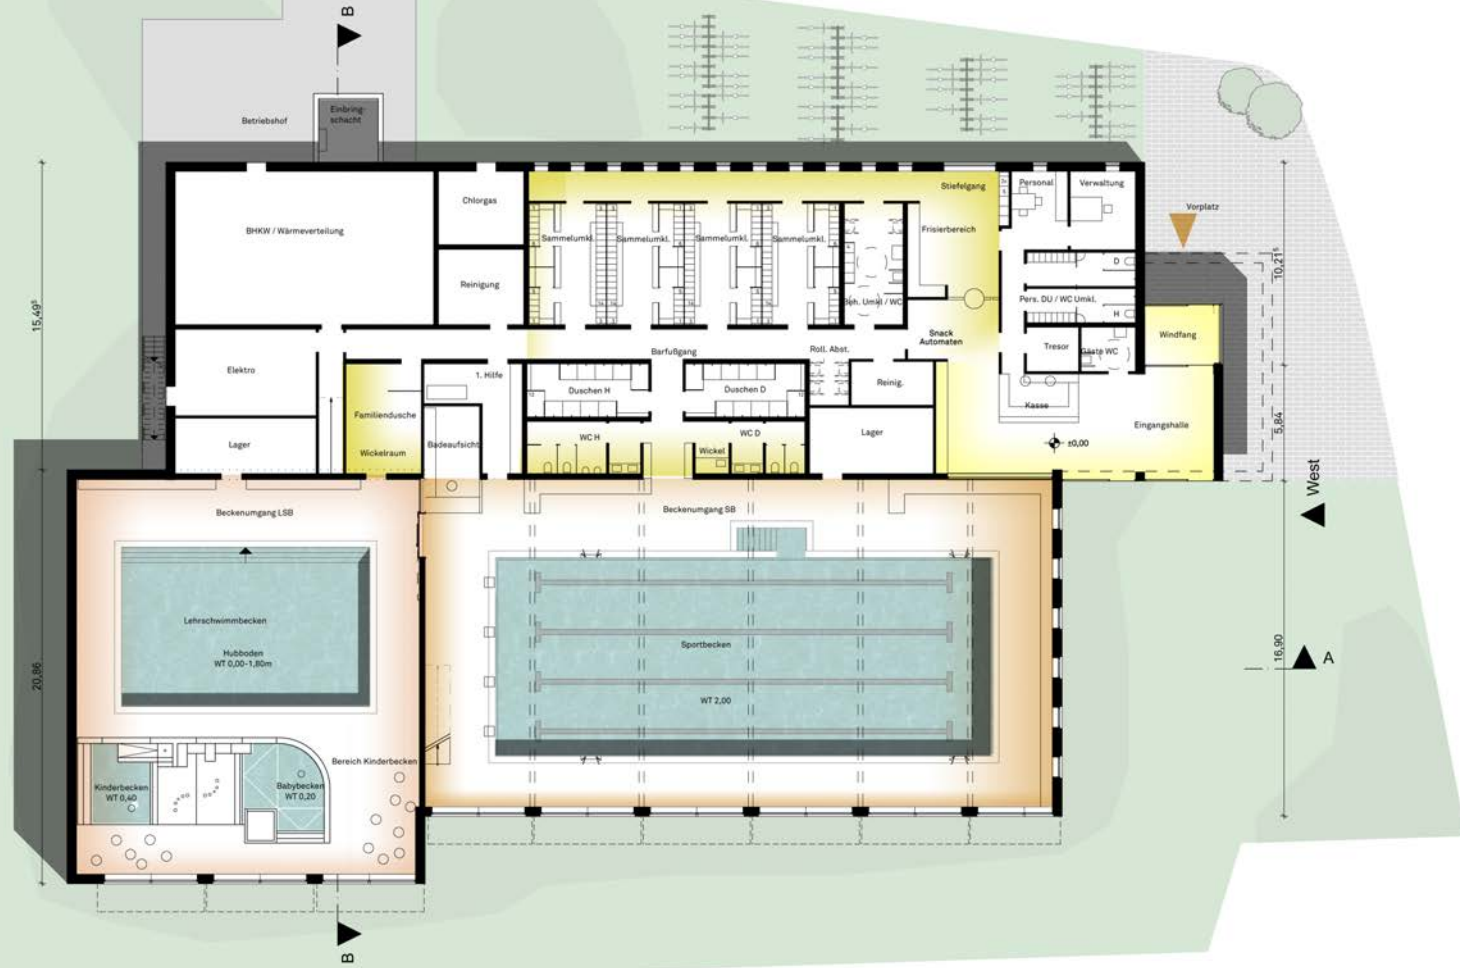 B
Einbring-
schacht
Betriebshof
Chlorgas
Stiefelgang
Personal
Verwaltung
Vorplatz
BHKW / Wärmeverteilung
Sammelumkl.
Sammelumkl.
Sammelumkl.
Sammelumkl.
Frisierbereich
D
10,21⁵
Reinigung
Beh. Umkl / WC
Pers. DU / WC Umkl.
H
15,49⁵
Snack
Automaten
Windfang
Barfußgang
Roll. Abst.
Tresor
Gäste WC
Elektro
1. Hilfe
Duschen H
Duschen D
Reinig.
Kasse
Familiendusche
Eingangshalle
5,84
Lager
Badeaufsicht
WC H
WC D
Lager
±0,00
Wickelraum
Wickel
West
Beckenumgang LSB
Beckenumgang SB
Lehrschwimmbecken
Sportbecken
Hubboden
WT 0,00-1,80m
16,90
A
20,86
WT 2,00
Bereich Kinderbecken
Kinderbecken
WT 0,40
Babybecken
WT 0,20
B